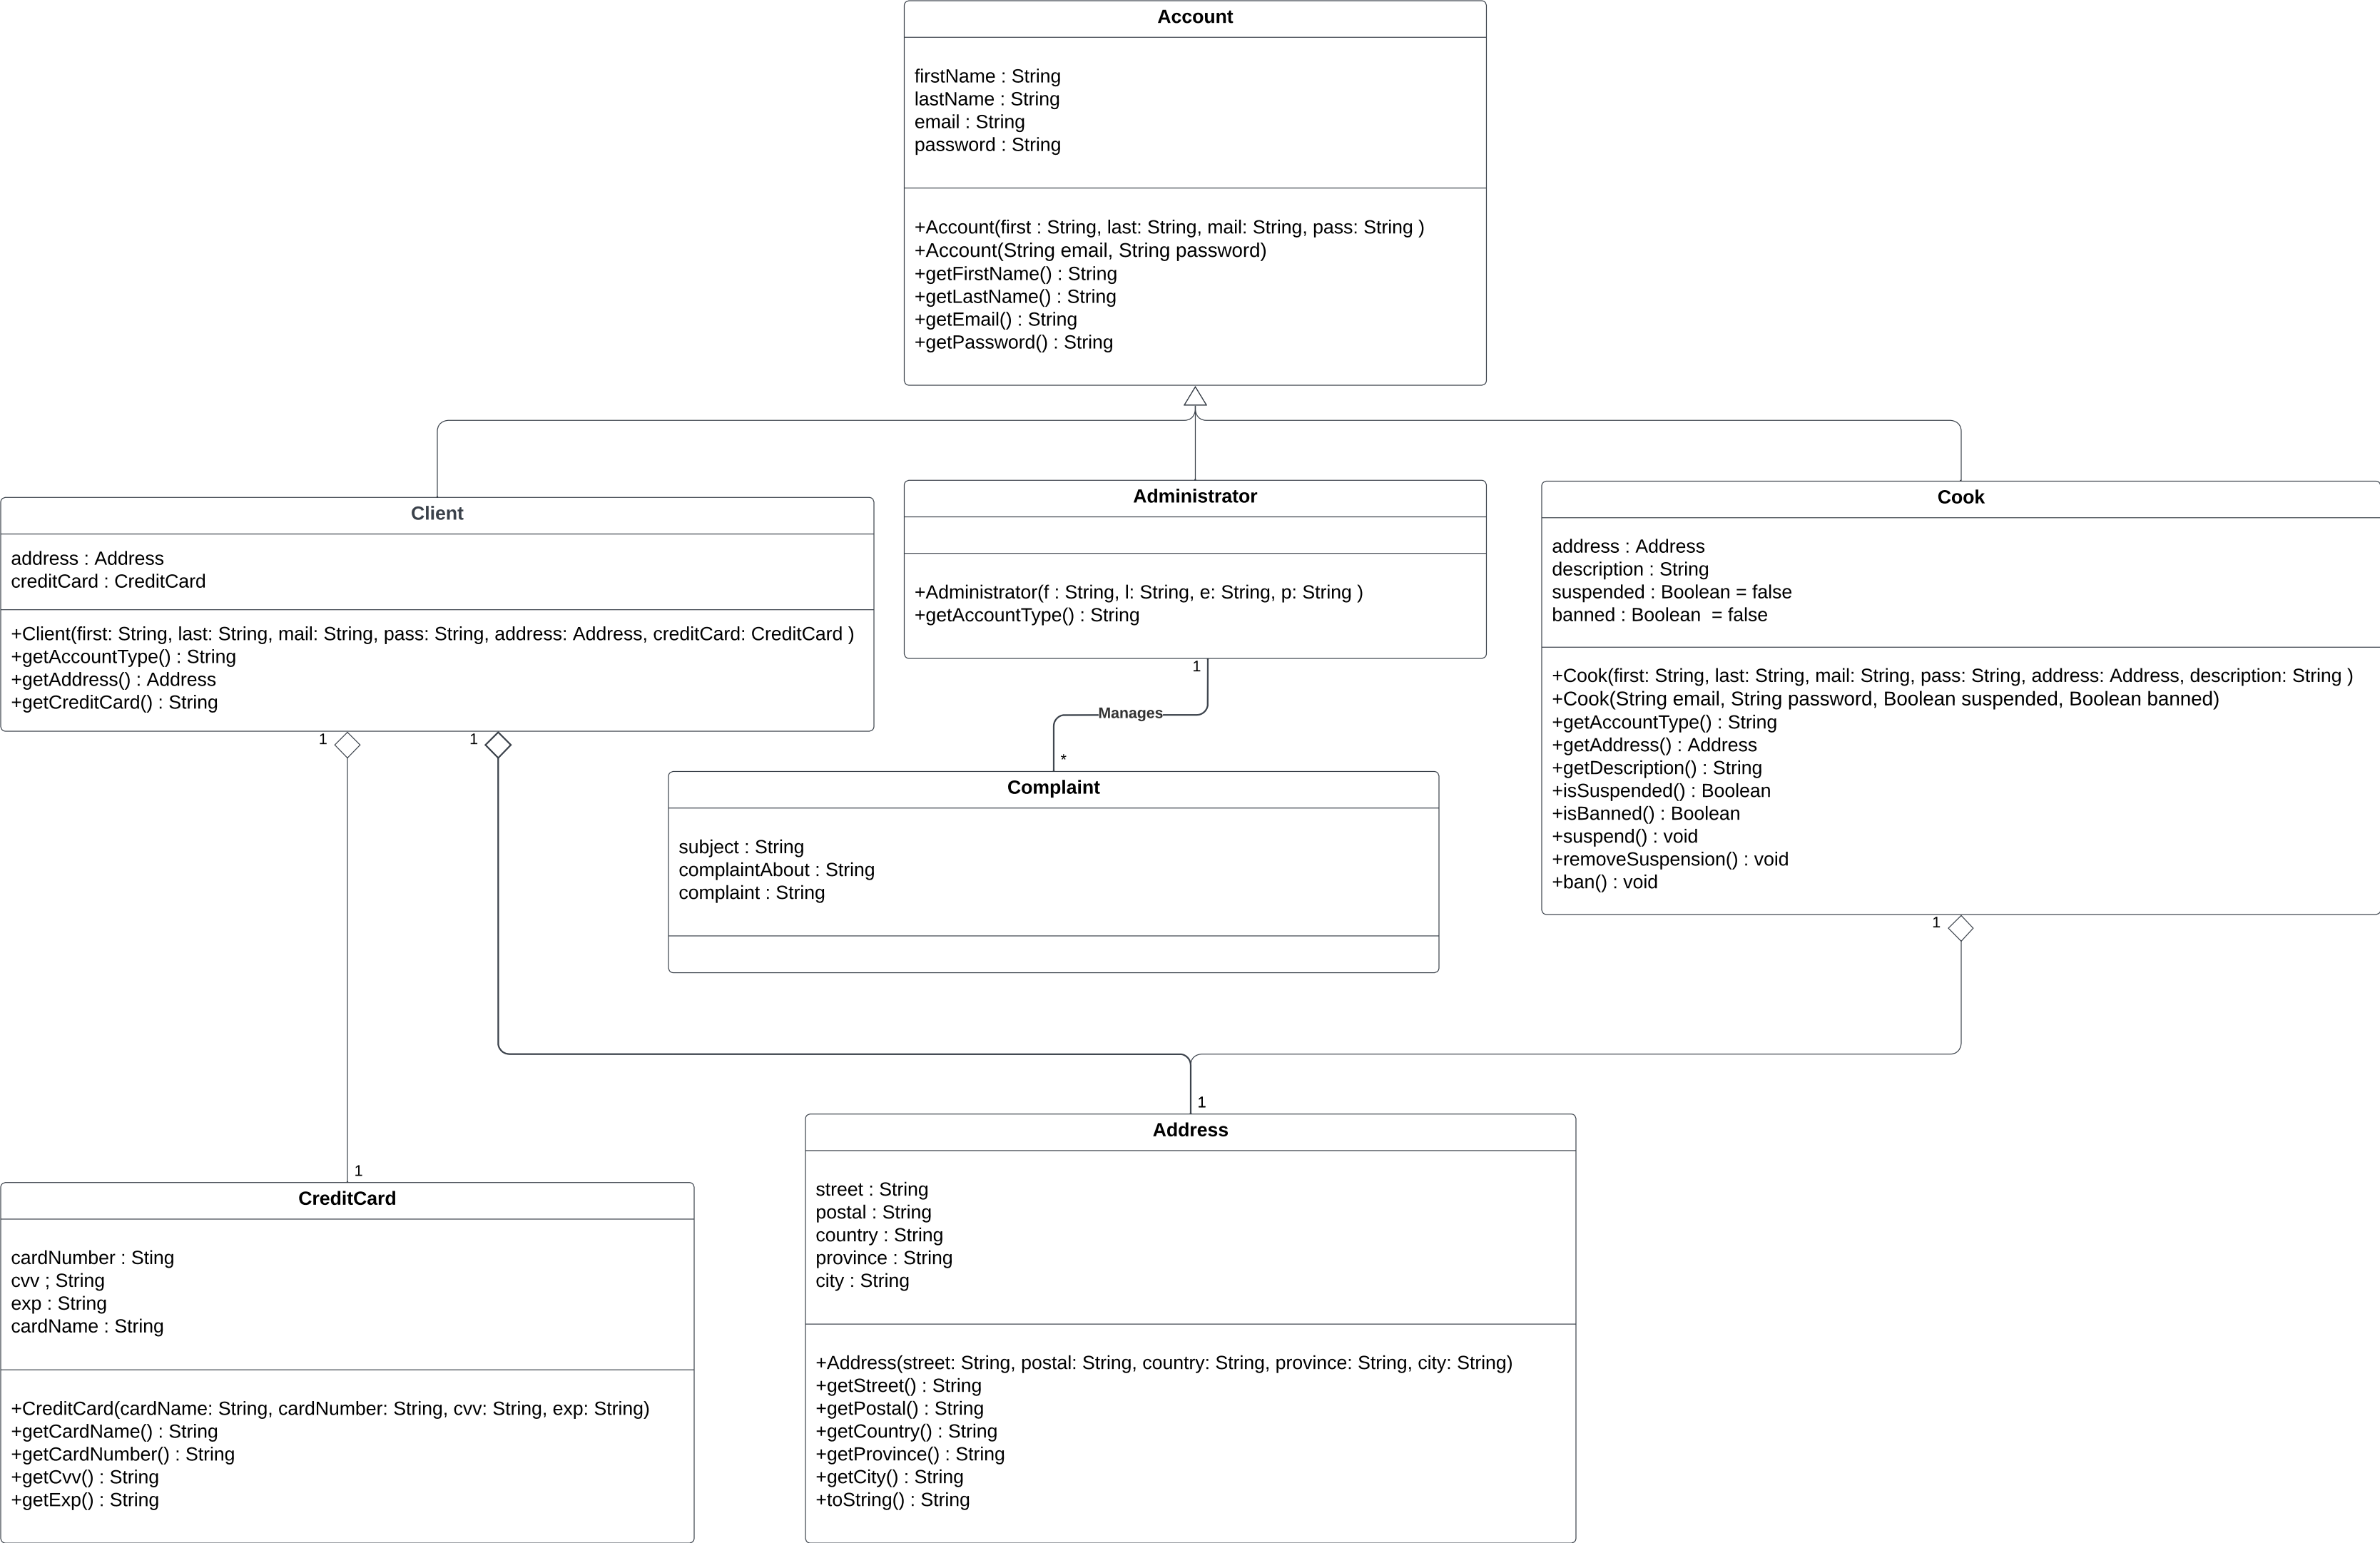 Account
firstName : String
lastName : String
email : String
password : String
+Account(first : String, last: String, mail: String, pass: String )
+Account(String email, String password)
+getFirstName() : String
+getLastName() : String
+getEmail() : String
+getPassword() : String
Client
address : Address
creditCard : CreditCard
+Client(first: String, last: String, mail: String, pass: String, address: Address, creditCard: CreditCard )
+getAccountType() : String
+getAddress() : Address
+getCreditCard() : String
1
1
Administrator
+Administrator(f : String, l: String, e: String, p: String )
+getAccountType() : String
1
Manages
*
Cook
address : Address
description : String
suspended : Boolean = false
banned : Boolean  = false
+Cook(first: String, last: String, mail: String, pass: String, address: Address, description: String )
+Cook(String email, String password, Boolean suspended, Boolean banned)
+getAccountType() : String
+getAddress() : Address
+getDescription() : String
+isSuspended() : Boolean
+isBanned() : Boolean
+suspend() : void
+removeSuspension() : void
+ban() : void
1
Complaint
subject : String
complaintAbout : String
complaint : String
1
CreditCard
cardNumber : Sting
cvv ; String
exp : String
cardName : String
+CreditCard(cardName: String, cardNumber: String, cvv: String, exp: String)
+getCardName() : String
+getCardNumber() : String
+getCvv() : String
+getExp() : String
1
Address
street : String
postal : String
country : String
province : String
city : String
+Address(street: String, postal: String, country: String, province: String, city: String)
+getStreet() : String
+getPostal() : String
+getCountry() : String
+getProvince() : String
+getCity() : String
+toString() : String